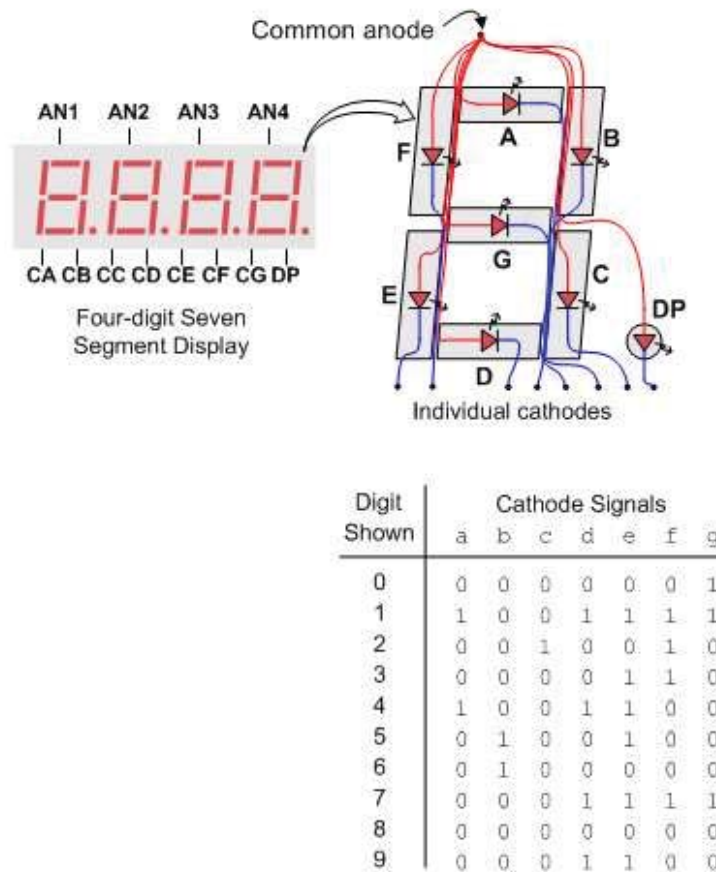 Common anode
AN1 AN2 AN3 AN4
A
F
B
8.8.8.8.
G
CA CB CC CD CE CF CG DP
E
C
DP
Four-digit Seven
Segment Display
D
Individual cathodes
Digit
Shown
Cathode Signals
a b c d e f g
0 0 0 0 0 0 0 1
1 1 0 0 1 1 1 1
2 0 0 1 0 0 1 0
3 0 0 0 0 1 1 0
4 1 0 0 1 1 0 0
5 0 1 0 0 1 0 0
6 0 1 0 0 0 0 0
7 0 0 0 1 1 1 1
8 0 0 0 0 0 0 0
9 0 0 0 1 1 0 0